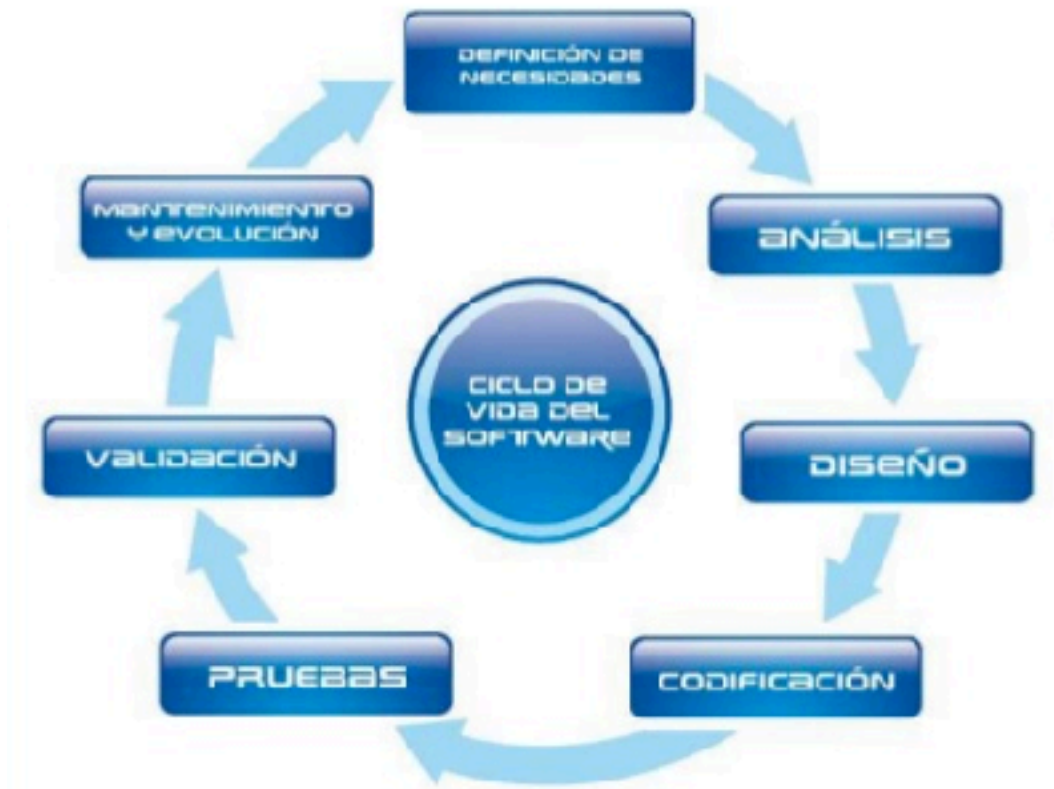 DEFINICIÓN DE
NECESIDADES
MANTENIMIENTO
Y EVOLUCIÓN
ANÁLISIS
CICLO DE
VIDA DEL
SOFTWARE
VALIDACIÓN
DISEÑO
PRUEBAS
CODIFICACIÓN